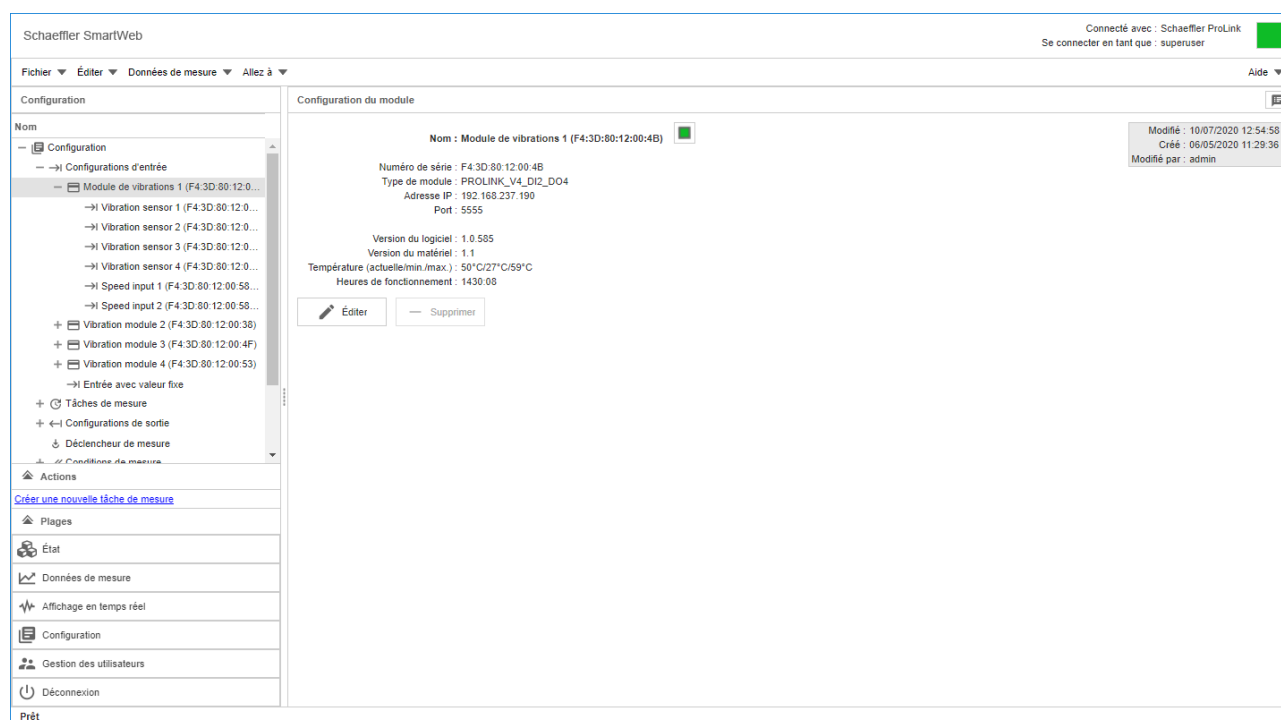 Schaeffler SmartWeb
Connecté avec : Schaeffler ProLink
Se connecter en tant que : superuser
Fichier Éditer Données de mesure Allez à Aide
Configuration
Nom
Configuration
Configurations d'entrée
Module de vibrations 1 (F4:3D:80:12:0...
Vibration sensor 1 (F4:3D:80:12:0...
Vibration sensor 2 (F4:3D:80:12:0...
Vibration sensor 3 (F4:3D:80:12:0...
Vibration sensor 4 (F4:3D:80:12:0...
Speed input 1 (F4:3D:80:12:00:58...
Speed input 2 (F4:3D:80:12:00:58...
Vibration module 2 (F4:3D:80:12:00:38)
Vibration module 3 (F4:3D:80:12:00:4F)
Vibration module 4 (F4:3D:80:12:00:53)
Entrée avec valeur fixe
Tâches de mesure
Configurations de sortie
Déclencheur de mesure
Conditions de mesure
Actions
Créer une nouvelle tâche de mesure
Plages
État
Données de mesure
Affichage en temps réel
Configuration
Gestion des utilisateurs
Déconnexion
Configuration du module
Nom : Module de vibrations 1 (F4:3D:80:12:00:4B)
Numéro de série : F4:3D:80:12:00:4B
Type de module : PROLINK_V4_DI2_DO4
Adresse IP : 192.168.237.190
Port : 5555
Version du logiciel : 1.0.585
Version du matériel : 1.1
Température (actuelle/min./max.) : 50°C/27°C/59°C
Heures de fonctionnement : 1430:08
Éditer Supprimer
Modifié : 10/07/2020 12:54:58
Créé : 06/05/2020 11:29:36
Modifié par : admin
Prêt